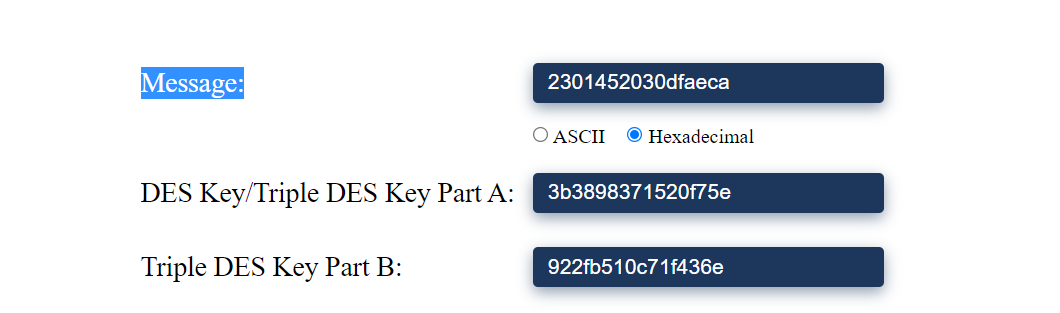 Message: 2301452030dfaeca
ASCII Hexadecimal
DES Key/Triple DES Key Part A: 3b3898371520f75e
Triple DES Key Part B: 922fb510c71f436e